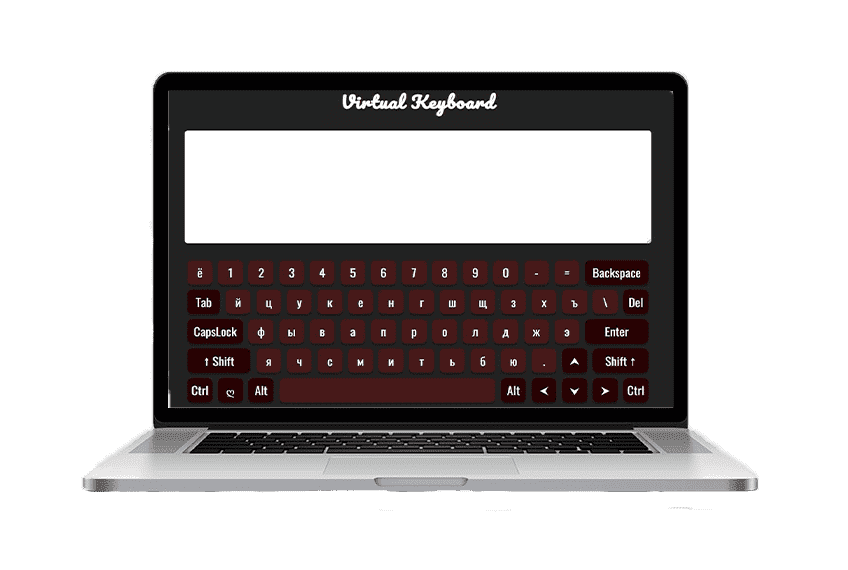 Virtual Keyboard
ё 1 2 3 4 5 6 7 8 9 0 - = Backspace
Tab й ц у к е н г ш щ з х ъ \ Del
CapsLock ф ы в а п р о л д ж э Enter
↑ Shift я ч с м и т ь б ю . ⮝ Shift ↑
Ctrl ღ Alt Alt ⮜ ⮟ ⮞ Ctrl